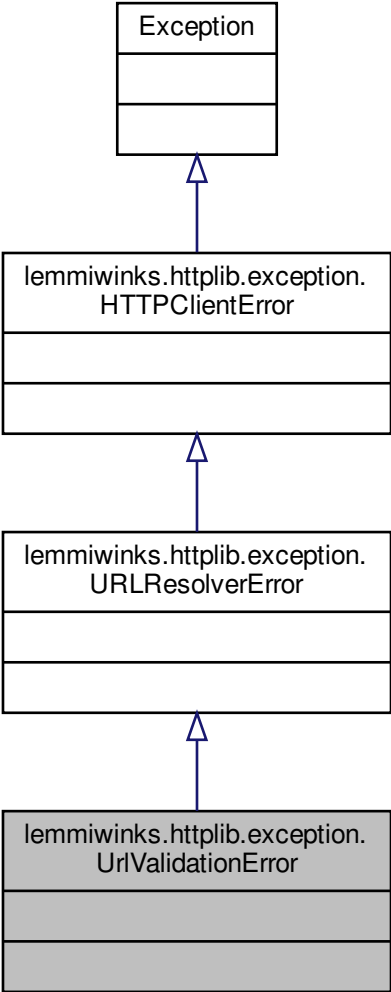 Exception
lemmiwinks.httplib.exception.
HTTPClientError
lemmiwinks.httplib.exception.
URLResolverError
lemmiwinks.httplib.exception.
UrlValidationError